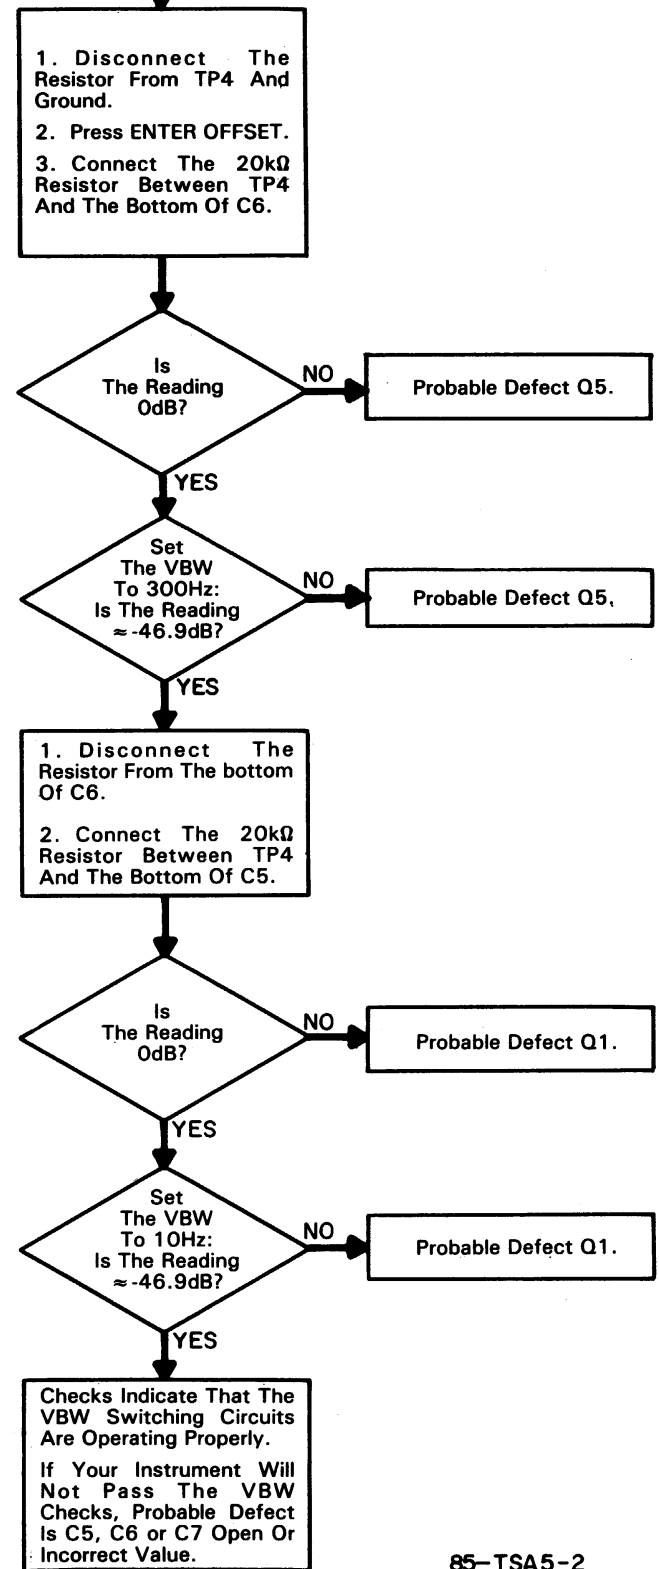 1. Disconnect The
Resistor From TP4 And
Ground.
2. Press ENTER OFFSET.
3. Connect The 20kΩ
Resistor Between TP4
And The Bottom Of C6.
Is
The Reading
0dB?
NO
Probable Defect Q5.
YES
Set
The VBW
To 300Hz:
Is The Reading
≈-46.9dB?
NO
Probable Defect Q5.
YES
1. Disconnect The
Resistor From The bottom
Of C6.
2. Connect The 20kΩ
Resistor Between TP4
And The Bottom Of C5.
Is
The Reading
0dB?
NO
Probable Defect Q1.
YES
Set
The VBW
To 10Hz:
Is The Reading
≈-46.9dB?
NO
Probable Defect Q1.
YES
Checks Indicate That The
VBW Switching Circuits
Are Operating Properly.
If Your Instrument Will
Not Pass The VBW
Checks, Probable Defect
Is C5, C6 or C7 Open Or
Incorrect Value.
85-TSA5-2